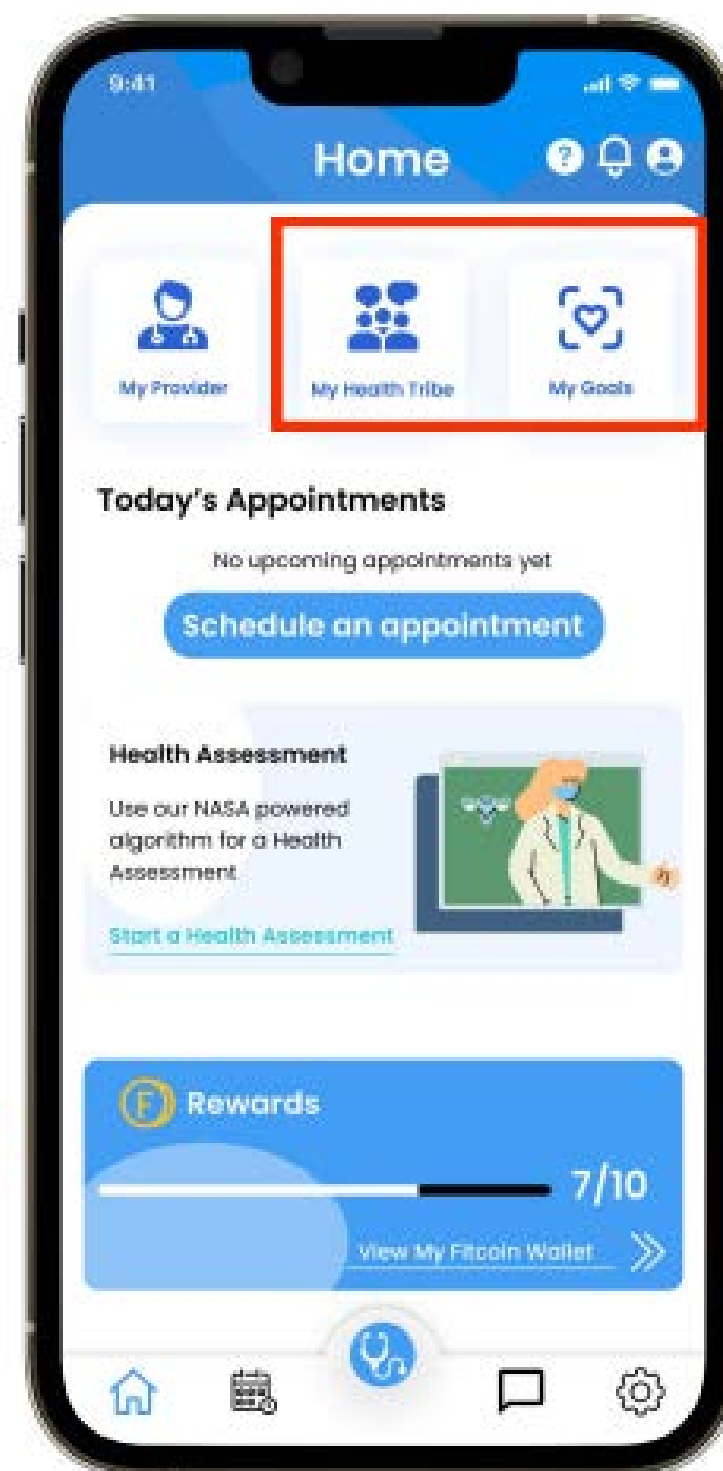 9:41
Home
?
My Provider
My Health Tribe
My Goals
Today's Appointments
No upcoming appointments yet
Schedule an appointment
Health Assessment
Use our NASA powered
algorithm for a Health
Assessment
Start a Health Assessment
F Rewards
7/10
View My Fitcoin Wallet